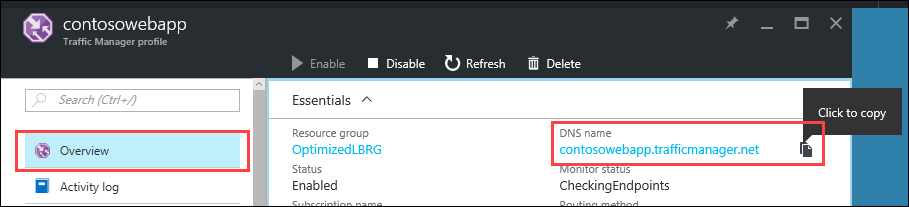 contosowebapp
Traffic Manager profile
Enable Disable Refresh Delete
Search (Ctrl+/)
Essentials
Click to copy
Overview
Activity log
Resource group
OptimizedLBRG
DNS name
contosowebapp.trafficmanager.net
Status
Enabled
Monitor status
CheckingEndpoints
Subscription name
Routing method